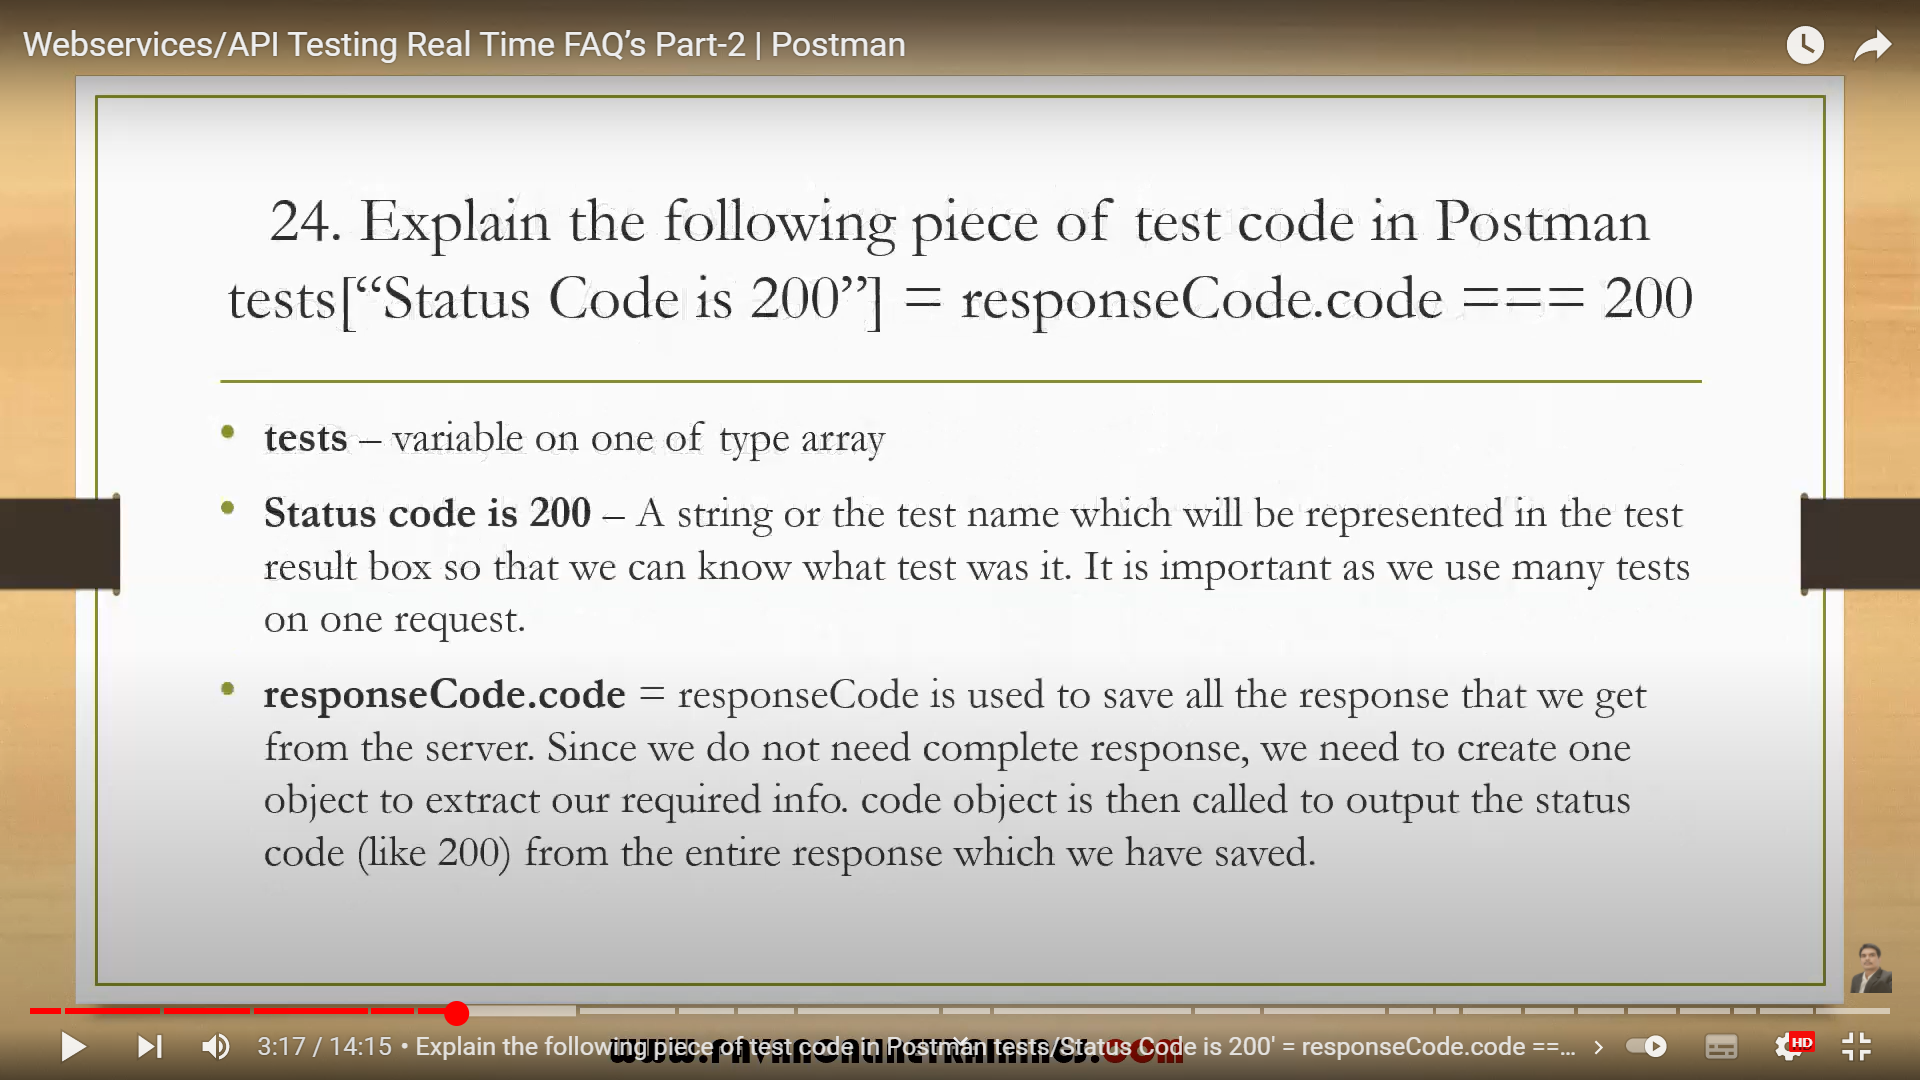 Webservices/API Testing Real Time FAQ’s Part-2 | Postman
24. Explain the following piece of test code in Postman
tests[“Status Code is 200”] = responseCode.code === 200
• tests – variable on one of type array
• Status code is 200 – A string or the test name which will be represented in the test
result box so that we can know what test was it. It is important as we use many tests
on one request.
• responseCode.code = responseCode is used to save all the response that we get
from the server. Since we do not need complete response, we need to create one
object to extract our required info. code object is then called to output the status
code (like 200) from the entire response which we have saved.
3:17 / 14:15 • Explain the following piece of test code in Postman tests/Status Code is 200' = responseCode.code ==...
HD